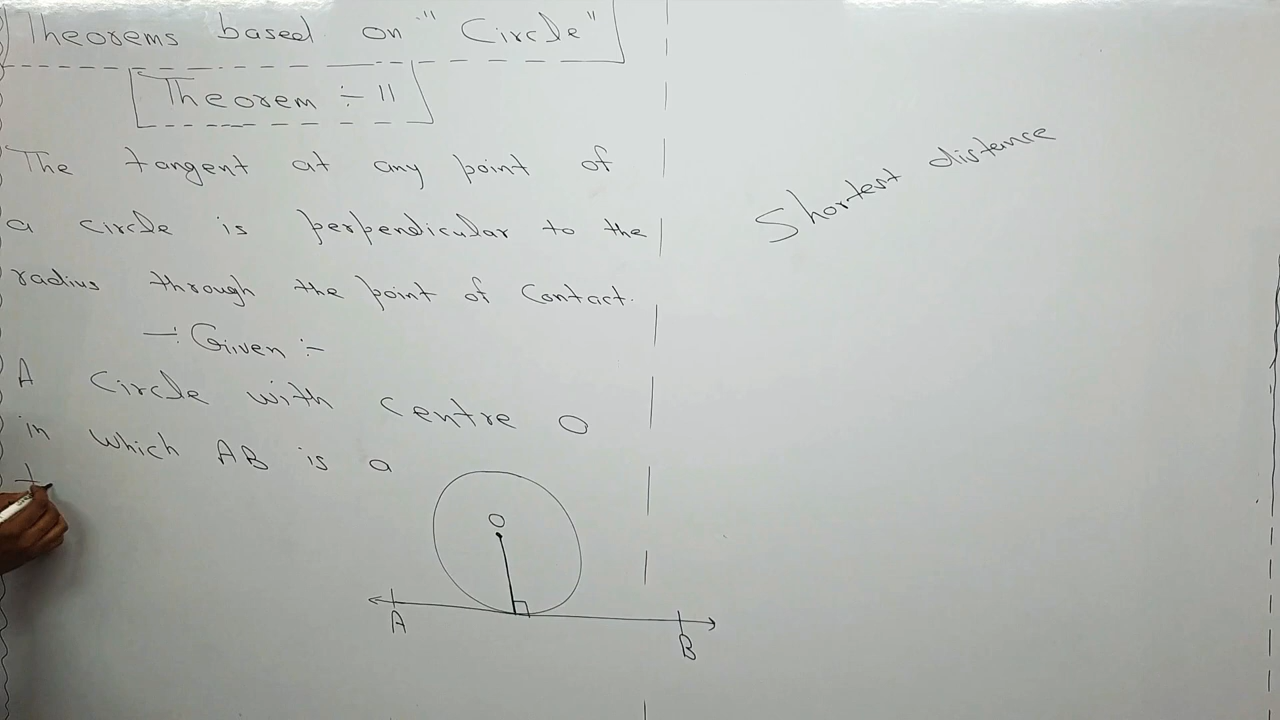 Theorems based on "Circle"
Theorem ÷ 11
The tangent at any point of
a circle is perpendicular to the
radius through the point of Contact.
-: Given :-
A Circle with centre O
in which AB is a
t
O
A
B
Shortest distance